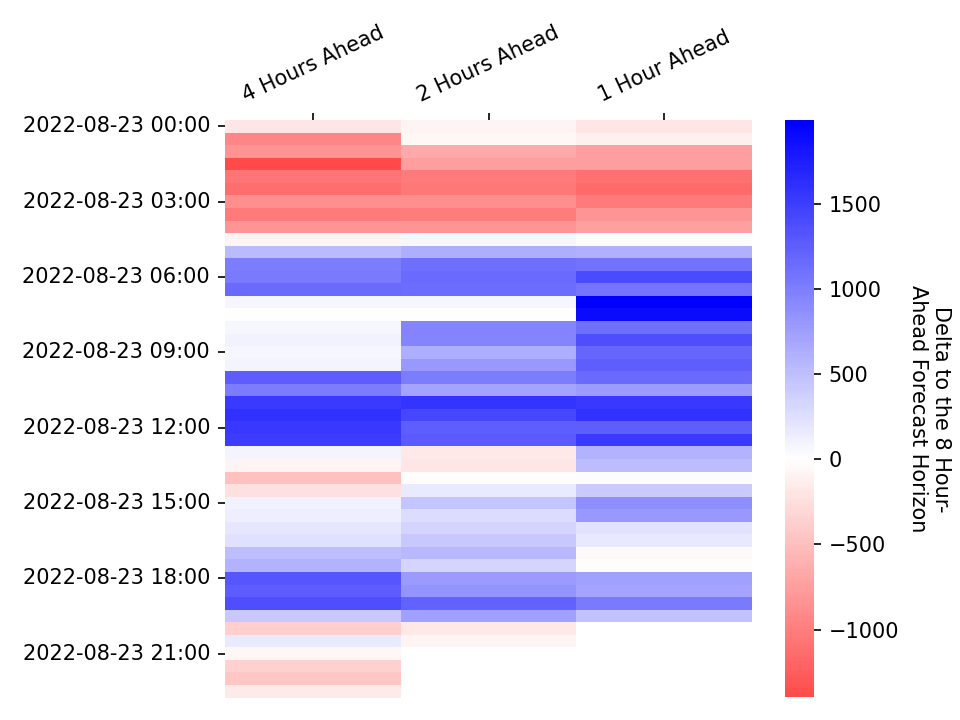 4 Hours Ahead
2 Hours Ahead
1 Hour Ahead
2022-08-23 00:00
2022-08-23 03:00
2022-08-23 06:00
2022-08-23 09:00
2022-08-23 12:00
2022-08-23 15:00
2022-08-23 18:00
2022-08-23 21:00
1500
1000
500
0
−500
−1000
Delta to the 8 Hour-
Ahead Forecast Horizon